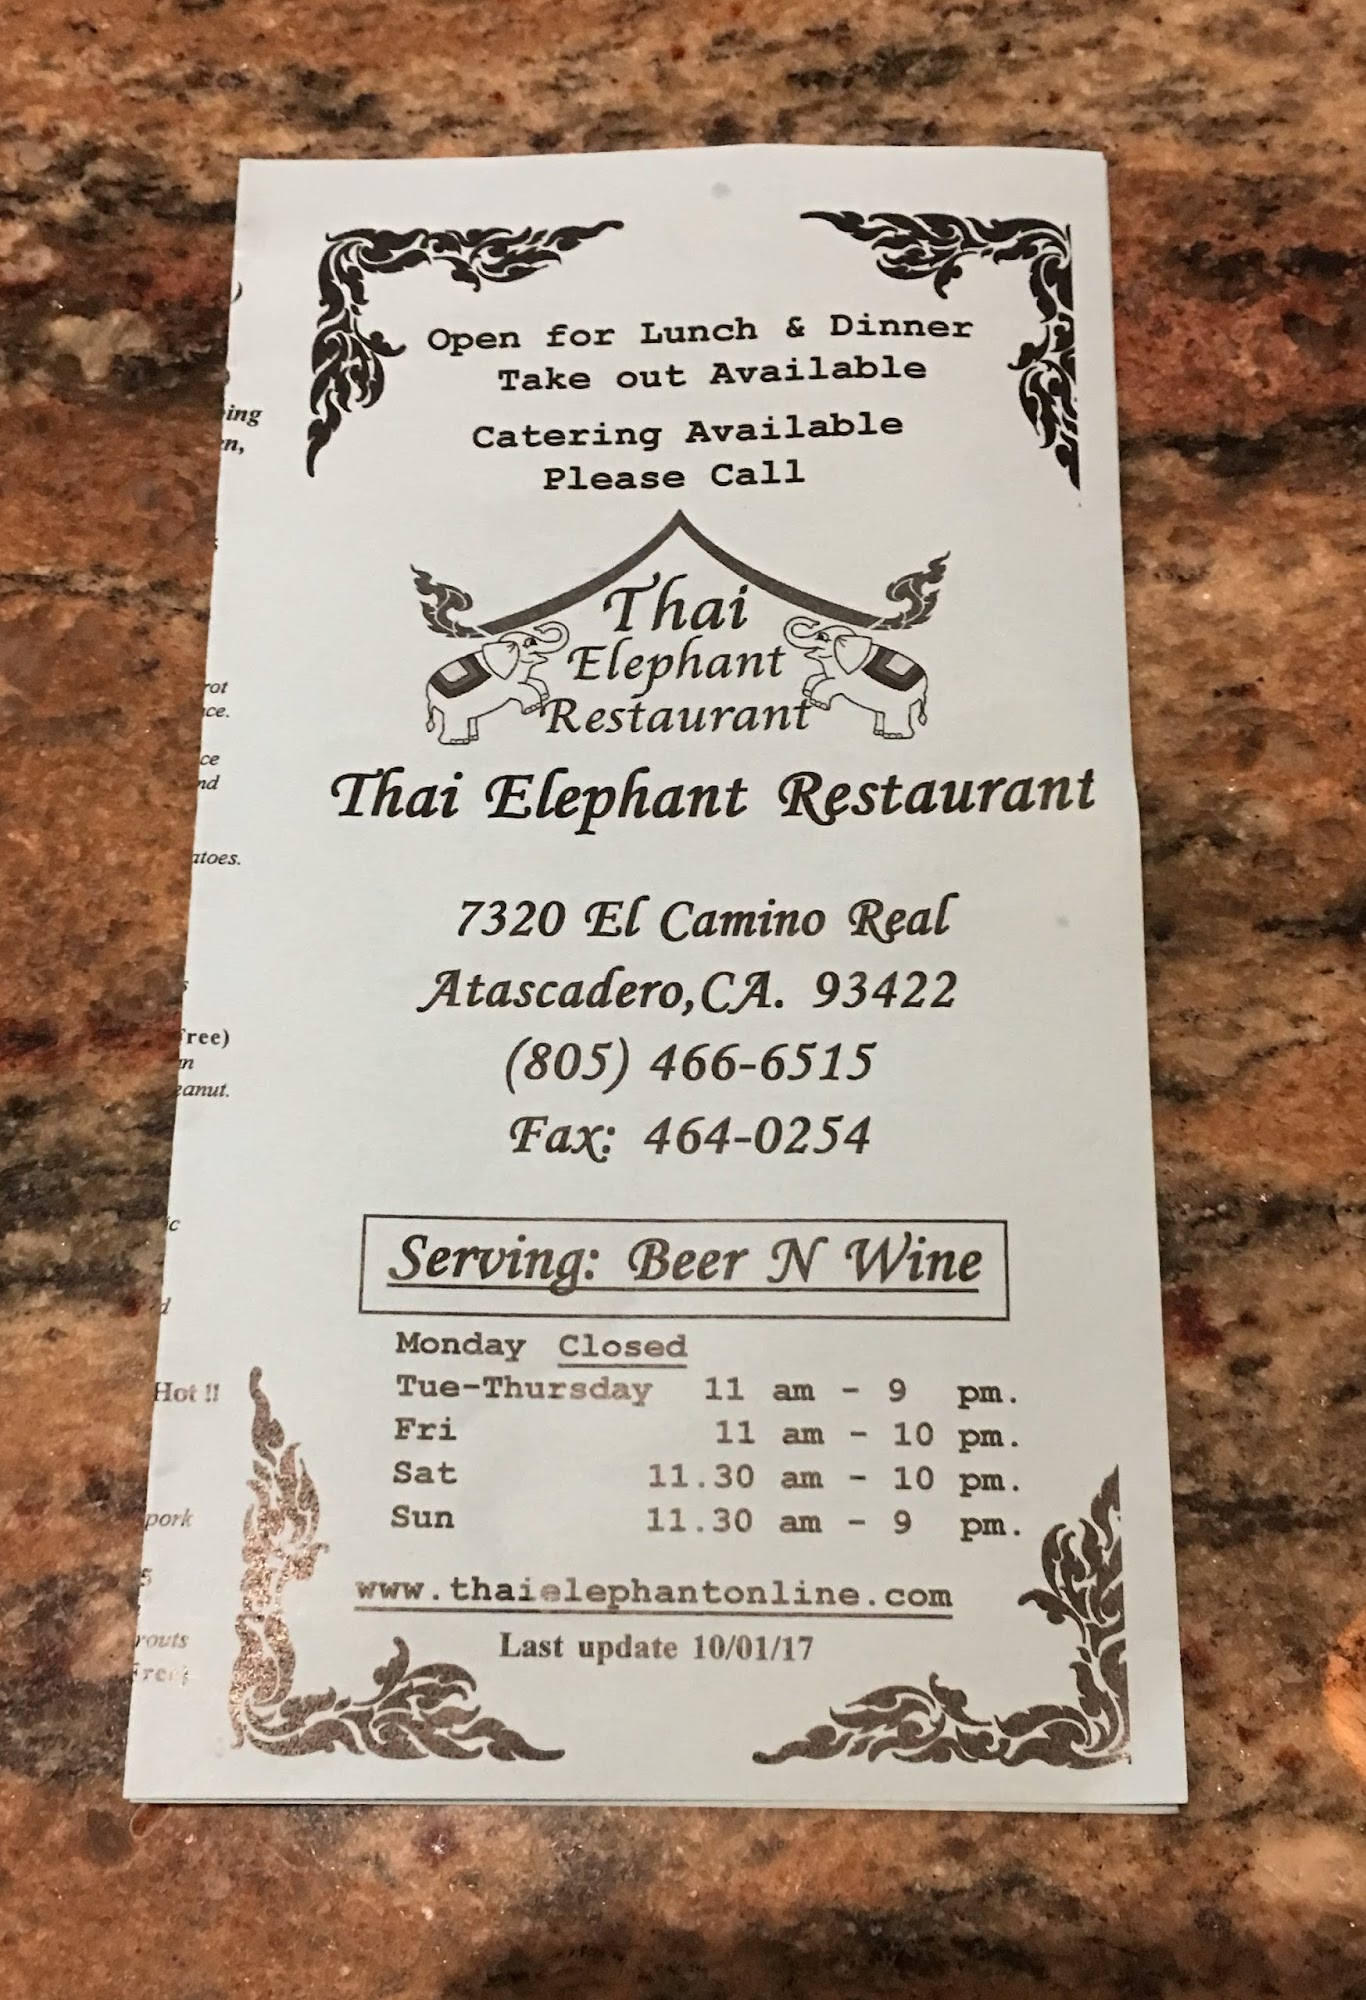 Open for Lunch & Dinner
Take out Available
Catering Available
Please Call
Thai
Elephant
Restaurant
Thai Elephant Restaurant
7320 El Camino Real
Atascadero,CA. 93422
(805) 466-6515
Fax: 464-0254
Serving: Beer N Wine
Monday Closed
Tue-Thursday 11 am - 9 pm.
Fri 11 am - 10 pm.
Sat 11.30 am - 10 pm.
Sun 11.30 am - 9 pm.
www.thaielephantonline.com
Last update 10/01/17
Hot !!
pork